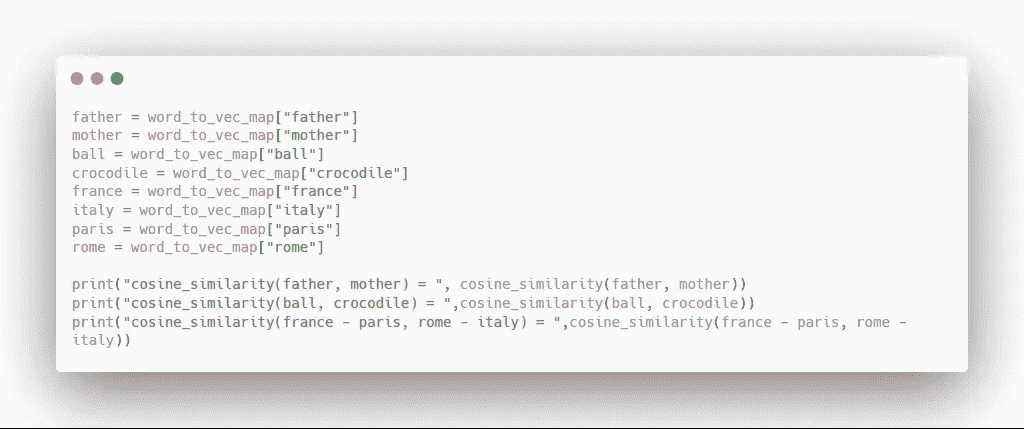 father = word_to_vec_map["father"]
mother = word_to_vec_map["mother"]
ball = word_to_vec_map["ball"]
crocodile = word_to_vec_map["crocodile"]
france = word_to_vec_map["france"]
italy = word_to_vec_map["italy"]
paris = word_to_vec_map["paris"]
rome = word_to_vec_map["rome"]
print("cosine_similarity(father, mother) = ", cosine_similarity(father, mother))
print("cosine_similarity(ball, crocodile) = ",cosine_similarity(ball, crocodile))
print("cosine_similarity(france - paris, rome - italy) = ",cosine_similarity(france - paris, rome -
italy))